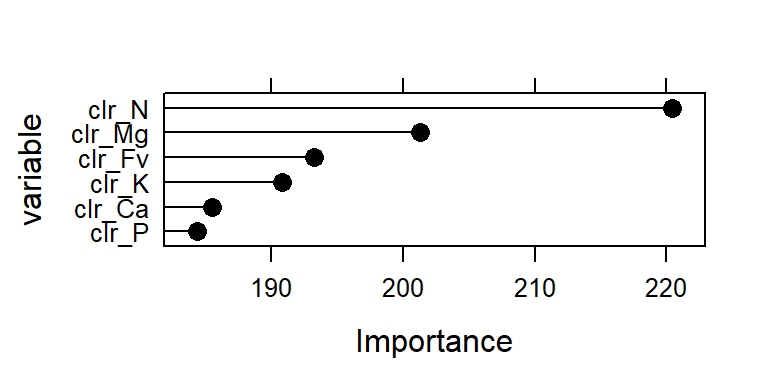 variable
clr_N
clr_Mg
clr_Fv
clr_K
clr_Ca
clr_P
190 200 210 220
Importance